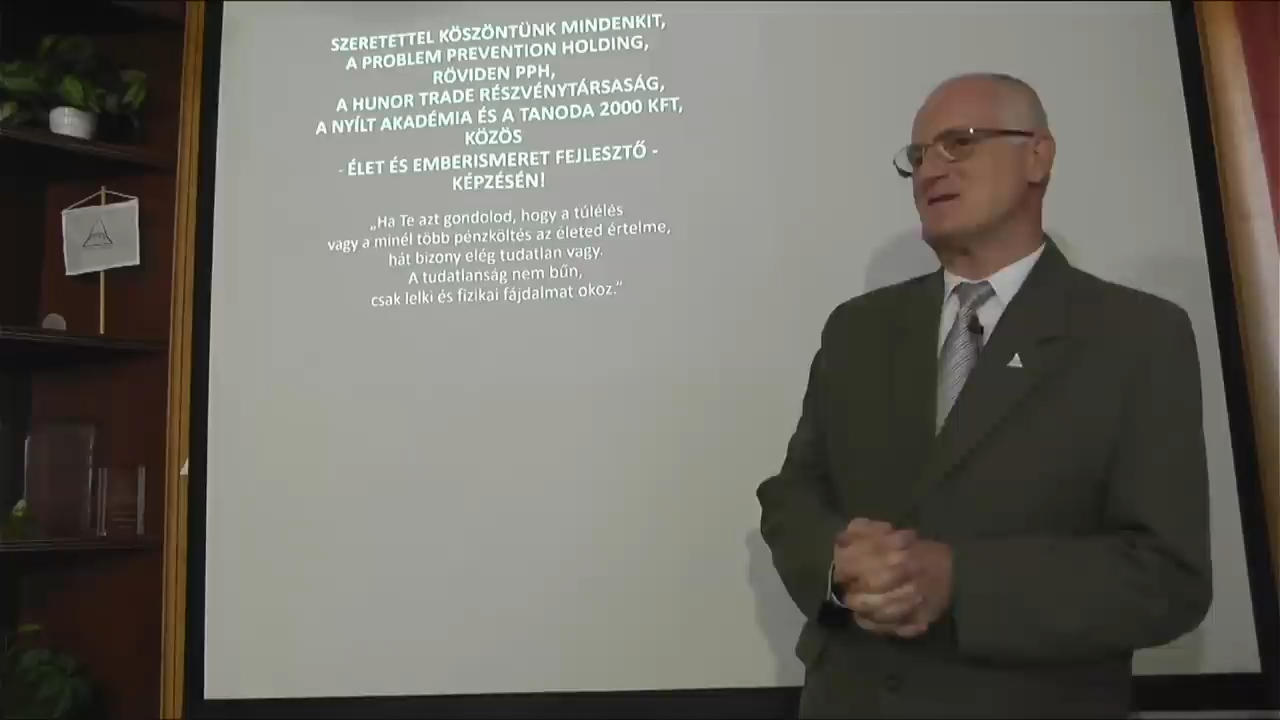 SZERETETTEL KÖSZÖNTÜNK MINDENKIT,
A PROBLEM PREVENTION HOLDING,
RÖVIDEN PPH,
A HUNOR TRADE RÉSZVÉNYTÁRSASÁG,
A NYÍLT AKADÉMIA ÉS A TANODA 2000 KFT,
KÖZÖS
- ÉLET ÉS EMBERISMERET FEJLESZTŐ -
KÉPZÉSÉN!
„Ha Te azt gondolod, hogy a túlélés
vagy a minél több pénzköltés az életed értelme,
hát bizony elég tudatlan vagy.
A tudatlanság nem bűn,
csak lelki és fizikai fájdalmat okoz.”